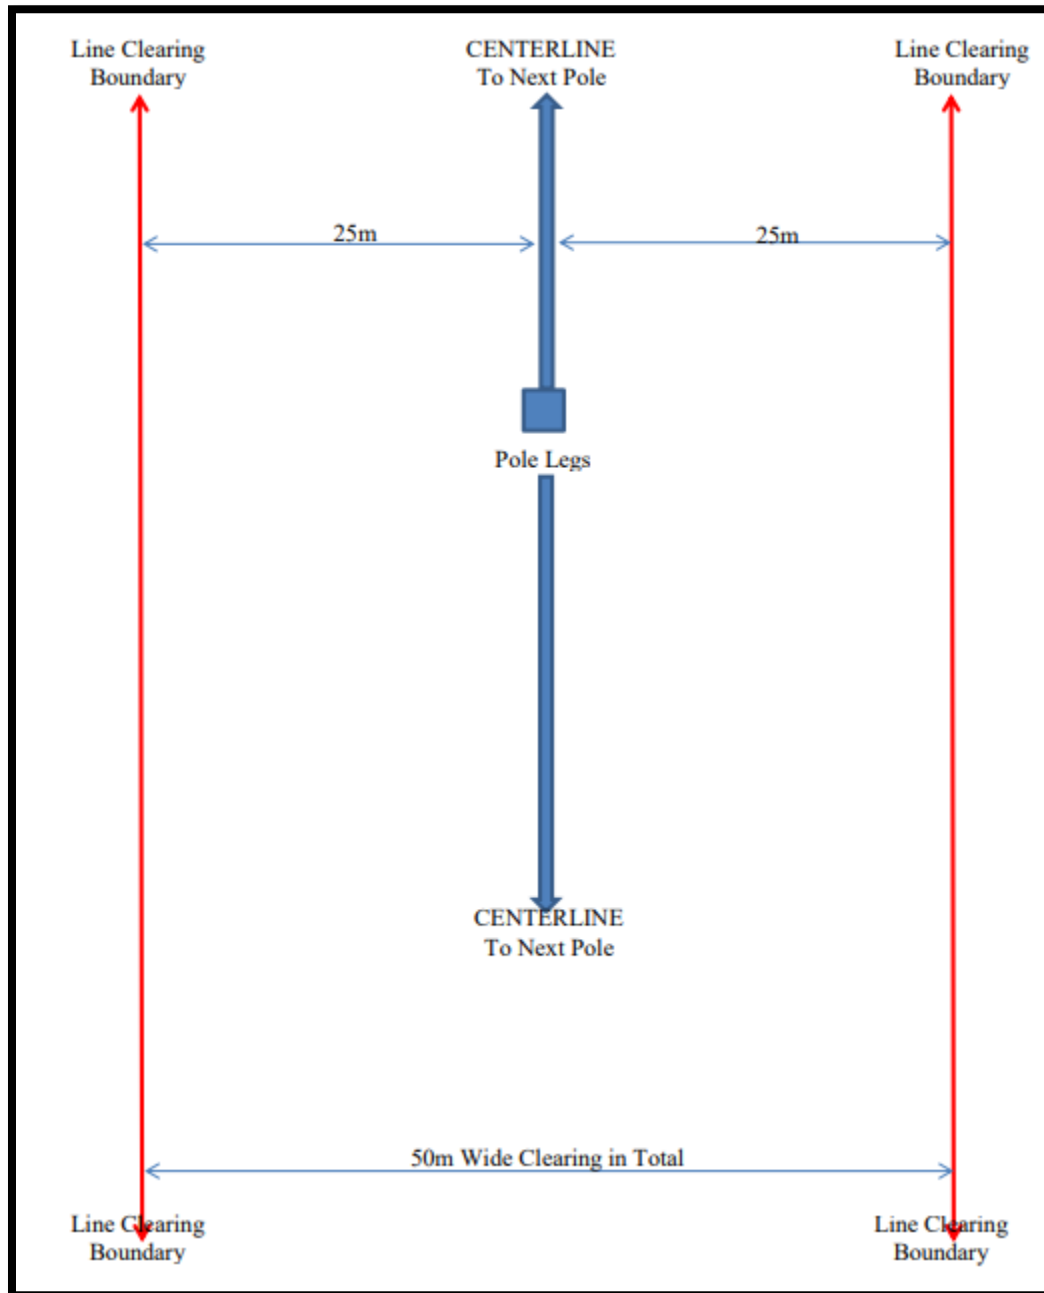 Line Clearing
Boundary
CENTERLINE
To Next Pole
Line Clearing
Boundary
25m
25m
Pole Legs
CENTERLINE
To Next Pole
50m Wide Clearing in Total
Line Clearing
Boundary
Line Clearing
Boundary